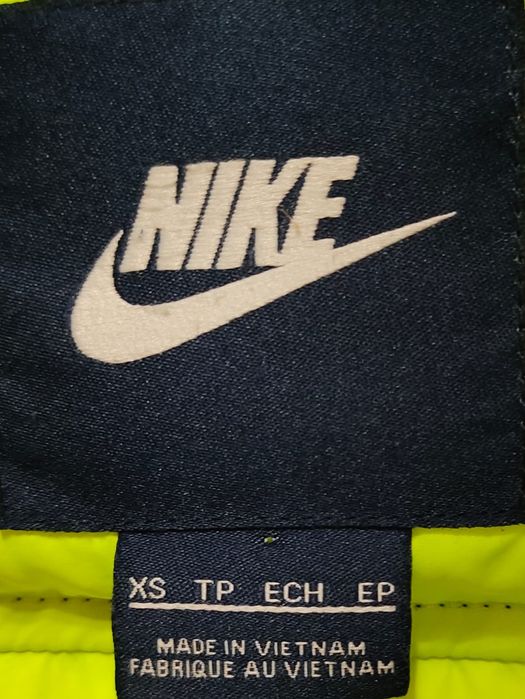 NIKE
XS TP ECH EP
MADE IN VIETNAM
FABRIQUE AU VIETNAM